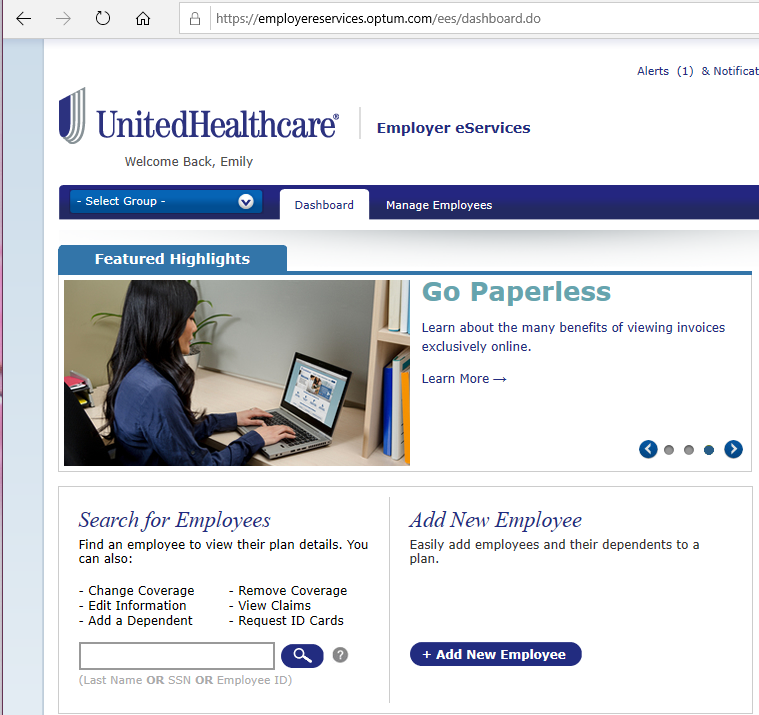 https://employereservices.optum.com/ees/dashboard.do
Alerts (1) & Notificat
UnitedHealthcare®
Employer eServices
Welcome Back, Emily
- Select Group -
Dashboard
Manage Employees
Featured Highlights
Go Paperless
Learn about the many benefits of viewing invoices
exclusively online.
Learn More →
Search for Employees
Find an employee to view their plan details. You
can also:
- Change Coverage
- Remove Coverage
- Edit Information
- View Claims
- Add a Dependent
- Request ID Cards
?
(Last Name OR SSN OR Employee ID)
Add New Employee
Easily add employees and their dependents to a
plan.
+ Add New Employee